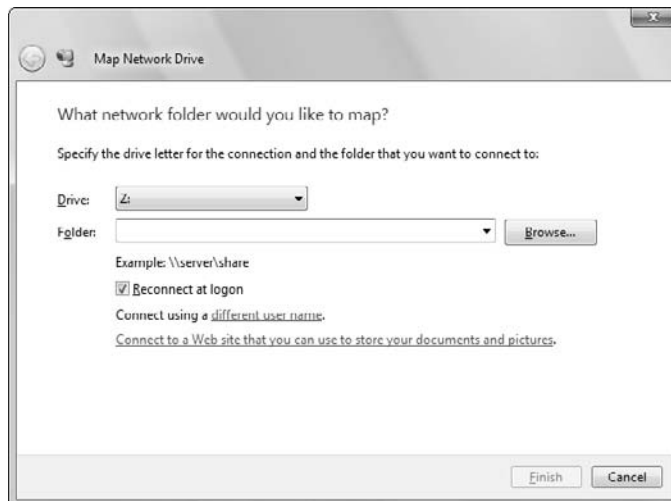 Map Network Drive
What network folder would you like to map?
Specify the drive letter for the connection and the folder that you want to connect to:
Drive: Z:
Folder: Browse...
Example: \\server\share
Reconnect at logon
Connect using a different user name.
Connect to a Web site that you can use to store your documents and pictures.
Finish Cancel